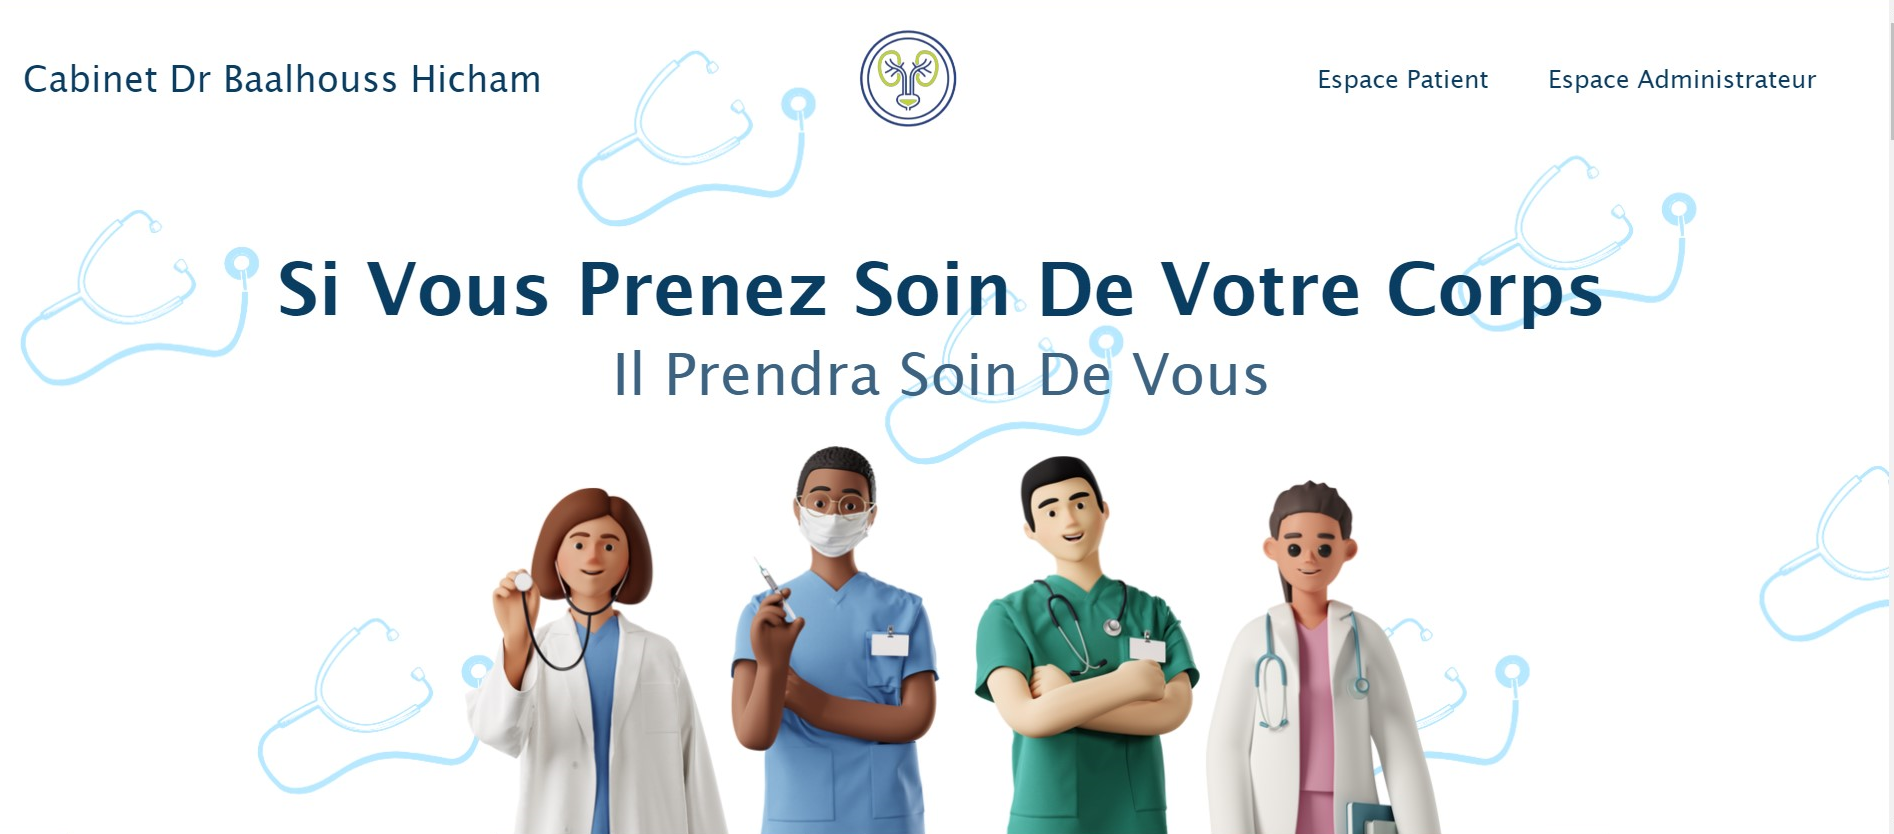 Cabinet Dr Baalhouss Hicham
Espace Patient
Espace Administrateur
Si Vous Prenez Soin De Votre Corps
Il Prendra Soin De Vous